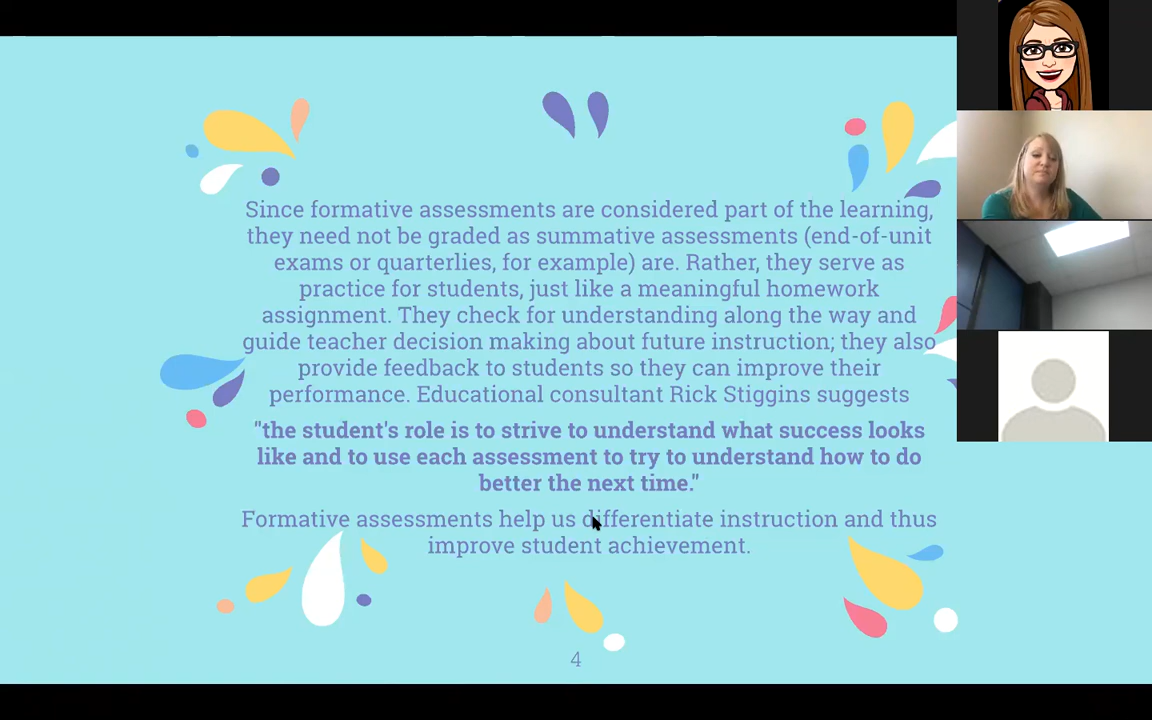 Since formative assessments are considered part of the learning,
they need not be graded as summative assessments (end-of-unit
exams or quarterlies, for example) are. Rather, they serve as
practice for students, just like a meaningful homework
assignment. They check for understanding along the way and
guide teacher decision making about future instruction; they also
provide feedback to students so they can improve their
performance. Educational consultant Rick Stiggins suggests
"the student's role is to strive to understand what success looks
like and to use each assessment to try to understand how to do
better the next time."
Formative assessments help us differentiate instruction and thus
improve student achievement.
4